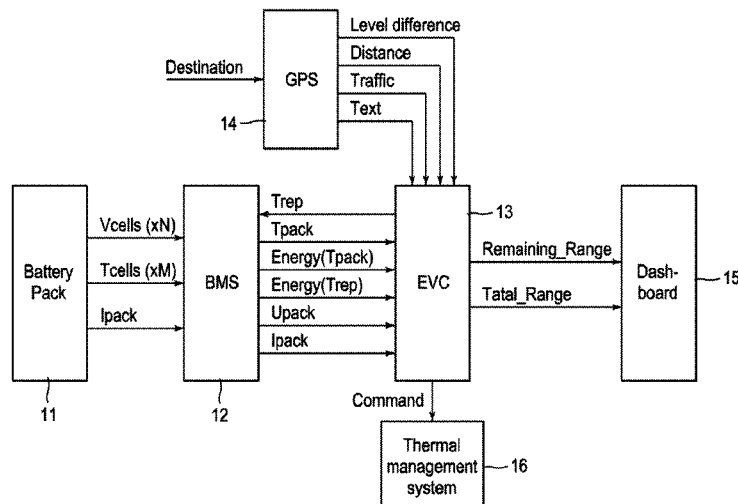 Level difference
Distance
Destination
GPS
Traffic
Text
14
Trep
13
Vcells (xN)
Tpack
Remaining_Range
Energy(Tpack)
Battery
Pack
Tcells (xM)
BMS
EVC
Dash-
board
15
Energy(Trep)
Tatal_Range
Ipack
Upack
Ipack
11
12
Command
Thermal
management
system
16